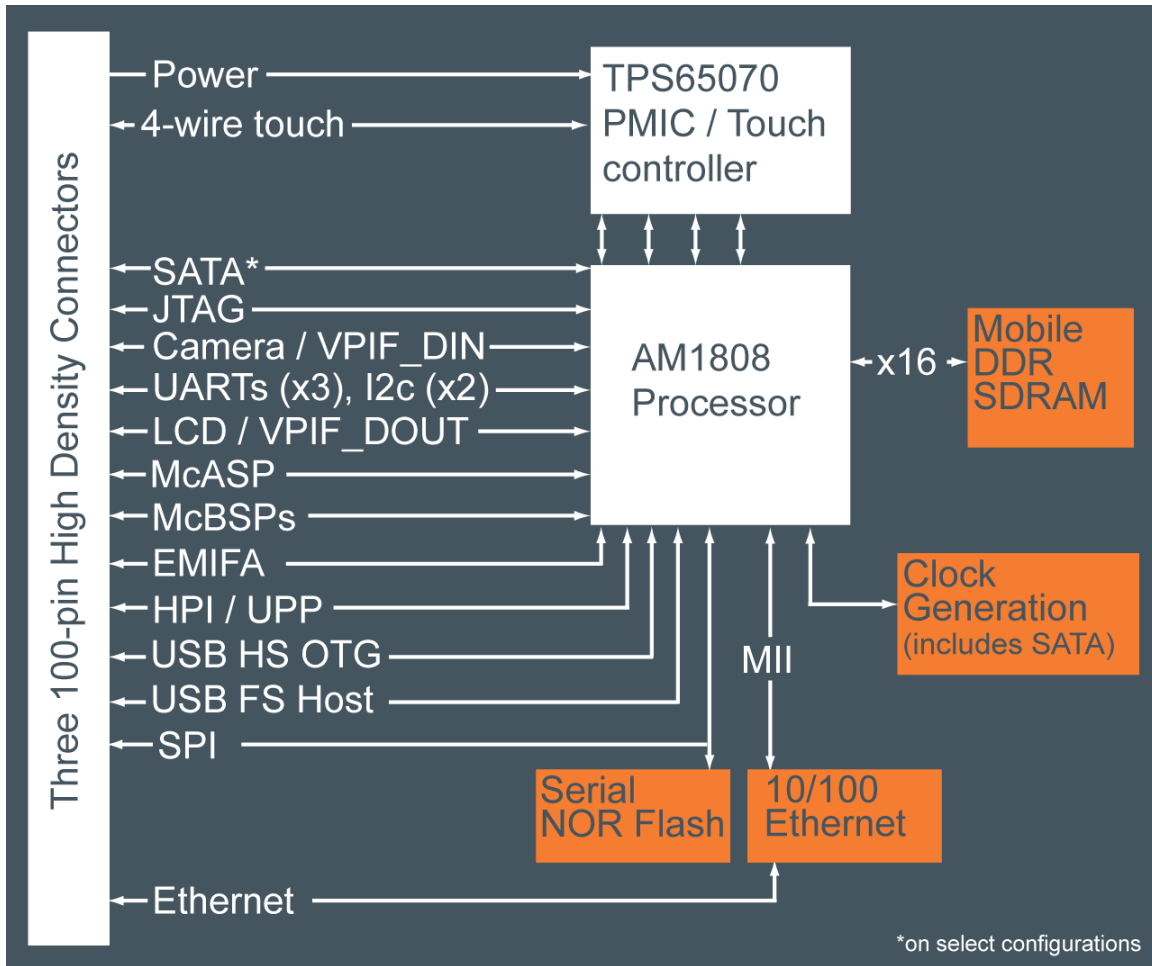 Three 100-pin High Density Connectors
Power
4-wire touch
TPS65070
PMIC / Touch
controller
SATA*
JTAG
Camera / VPIF_DIN
UARTs (x3), I2c (x2)
LCD / VPIF_DOUT
McASP
McBSPs
EMIFA
HPI / UPP
USB HS OTG
USB FS Host
SPI
Ethernet
AM1808
Processor
x16
Mobile
DDR
SDRAM
Clock
Generation
(includes SATA)
MII
Serial
NOR Flash
10/100
Ethernet
*on select configurations